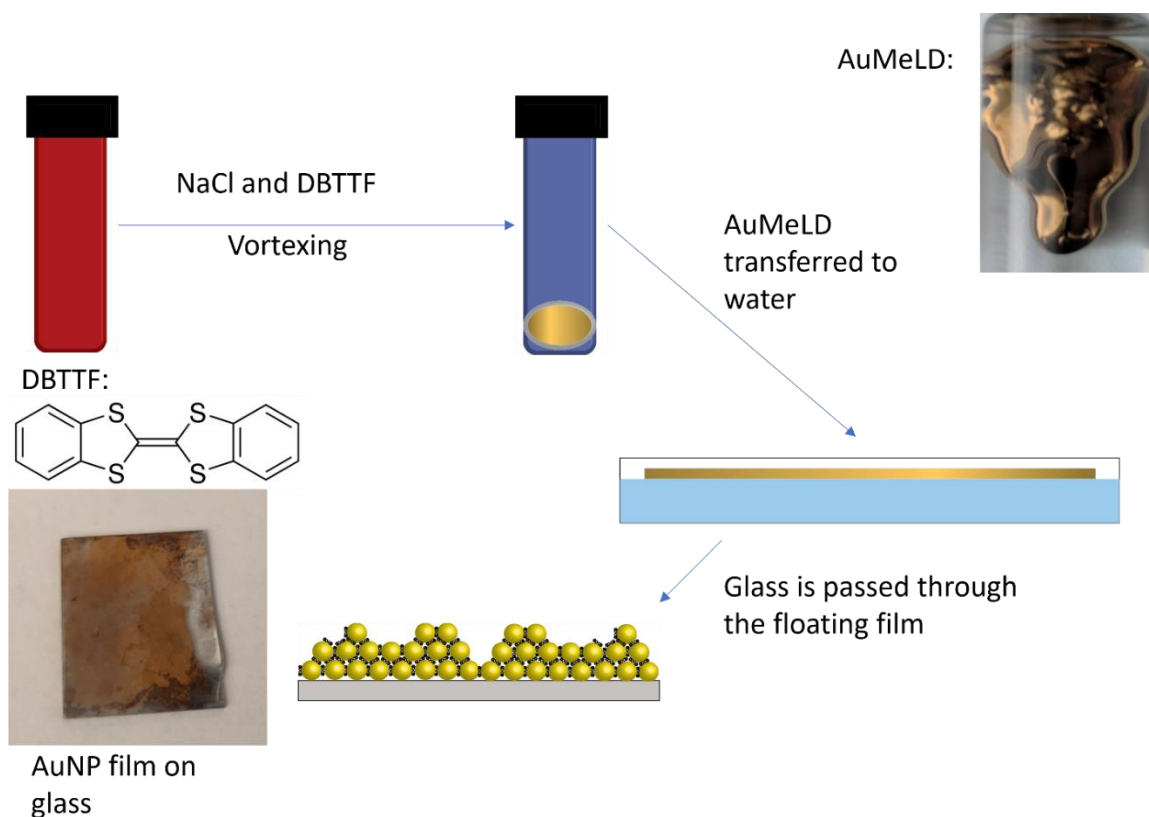 AuMeLD:
NaCl and DBTTF
Vortexing
AuMeLD
transferred to
water
DBTTF:
S
S
S
S
Glass is passed through
the floating film
AuNP film on
glass